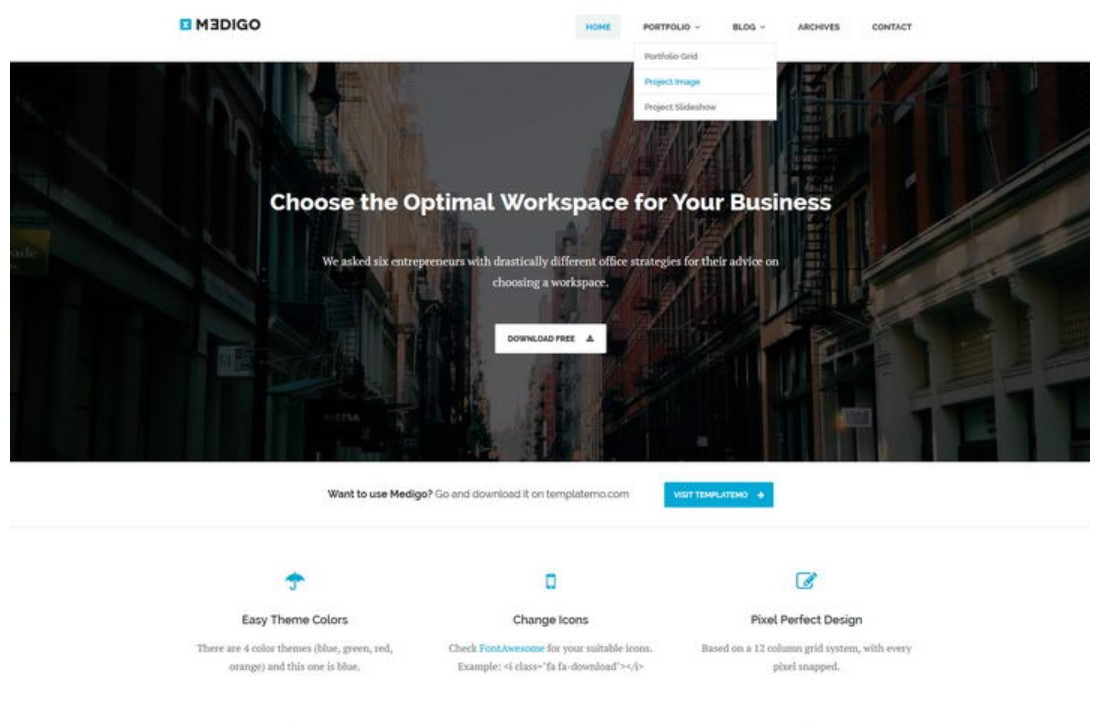 MEDIGO
HOME PORTFOLIO BLOG ARCHIVES CONTACT
Portfolio Grid
Project Image
Project Slideshow
Choose the Optimal Workspace for Your Business
We asked six entrepreneurs with drastically different office strategies for their advice on
choosing a workspace.
DOWNLOAD FREE
Want to use Medigo? Go and download it on templatemo.com
VISIT TEMPLATEMO
Easy Theme Colors
There are 4 color themes (blue, green, red,
orange) and this one is blue.
Change Icons
Check FontAwesome for your suitable icons.
Example: <i class="fa fa-download"></i>
Pixel Perfect Design
Based on a 12 column grid system, with every
pixel snapped.